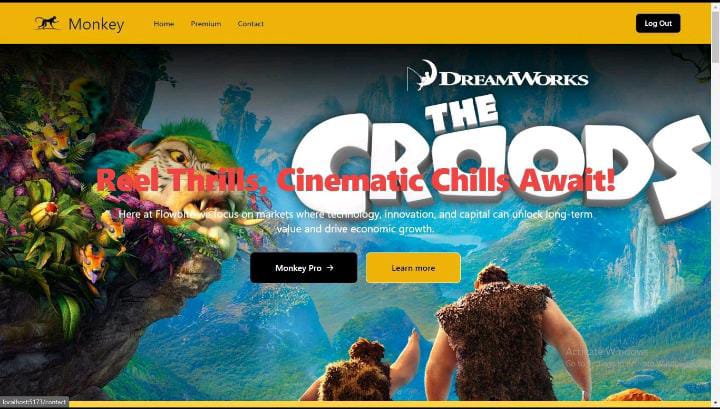 Monkey
Home Premium Contact
Log Out
DREAMWORKS
THE
CROODS
Reel Thrills, Cinematic Chills Await!
Here at Flowbite we focus on markets where technology, innovation, and capital can unlock long-term
value and drive economic growth.
Monkey Pro →
Learn more
Activate Windows
Go to Settings to activate Windows.
localhost:5173/contact